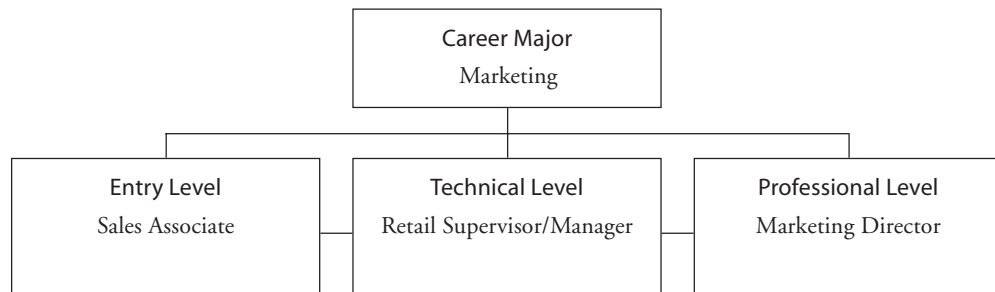 Career Major
Marketing
Entry Level
Sales Associate
Technical Level
Retail Supervisor/Manager
Professional Level
Marketing Director